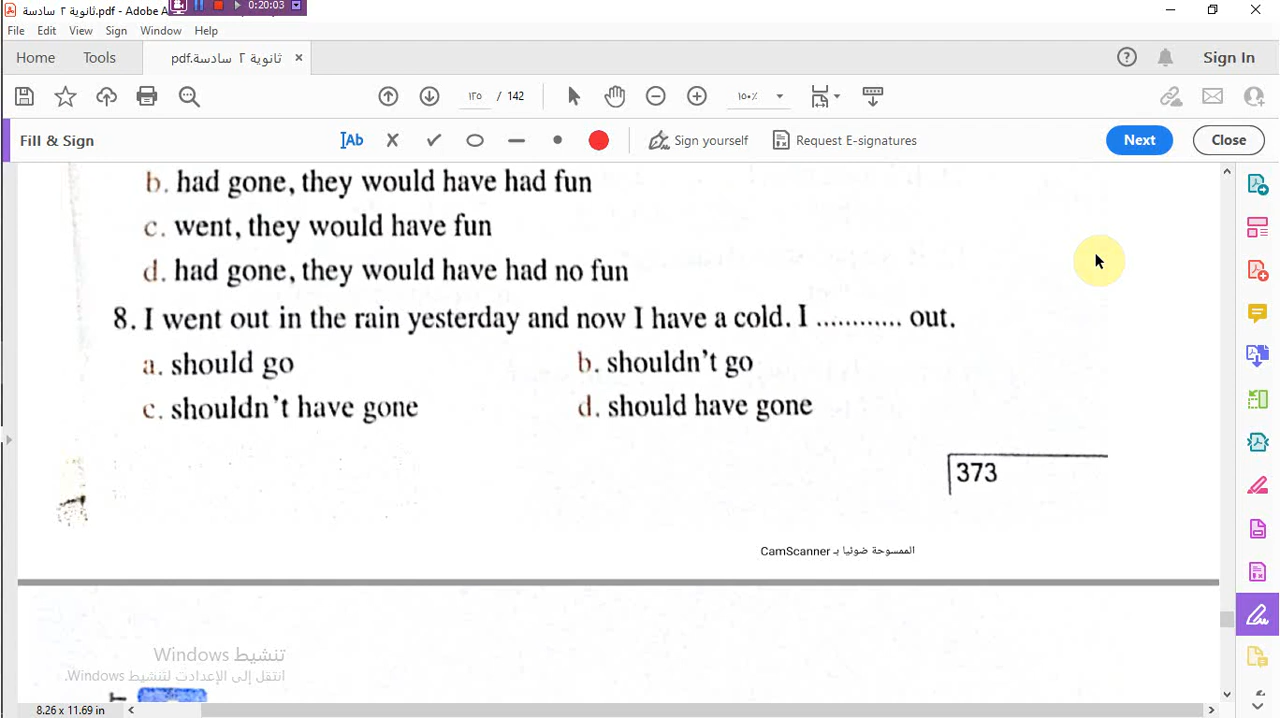 ثانوية ٢ سادسة.pdf - Adobe A
0:20:03
File Edit View Sign Window Help
Home Tools ثانوية ٢ سادسة.pdf × Sign In
١٢٥ / 142 ١٥٠٪
Fill & Sign Ab Sign yourself Request E-signatures Next Close
b. had gone, they would have had fun
c. went, they would have fun
d. had gone, they would have had no fun
8. I went out in the rain yesterday and now I have a cold. I ............ out.
a. should go b. shouldn't go
c. shouldn't have gone d. should have gone
373
الممسوحة ضوئيا بـ CamScanner
تنشيط Windows
انتقل إلى الإعدادات لتنشيط Windows.
8.26 x 11.69 in